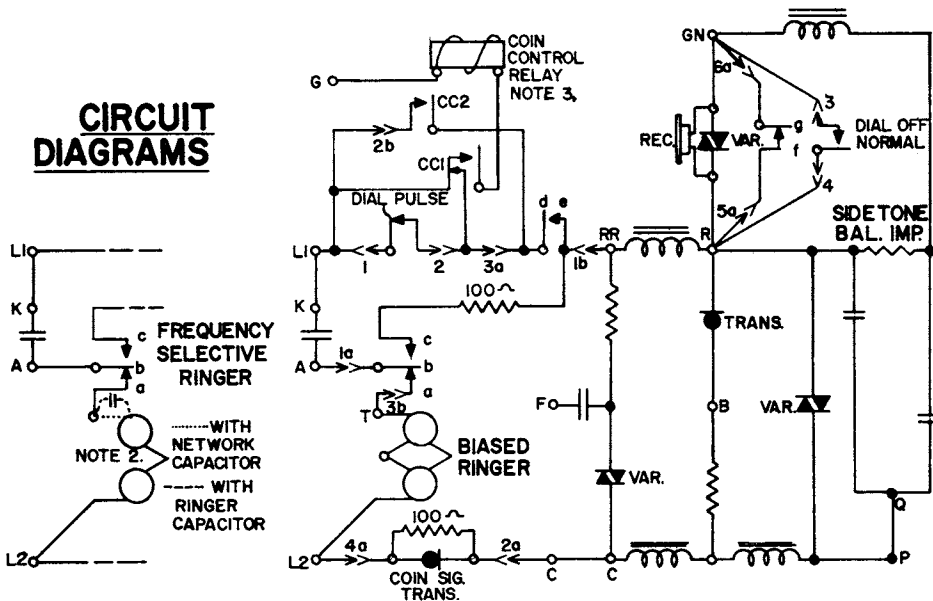 CIRCUIT
DIAGRAMS
L1
K
A
L2
c
b
a
FREQUENCY
SELECTIVE
RINGER
NOTE 2.
WITH
NETWORK
CAPACITOR
WITH
RINGER
CAPACITOR
G
COIN
CONTROL
RELAY
NOTE 3,
CC2
2b
CC1
DIAL PULSE
L1
1
2
3a
d
e
1b
RR
R
K
A
1a
100~
c
b
a
3b
T
BIASED
RINGER
F
VAR.
L2
4a
100~
COIN SIG.
TRANS.
2a
C
C
GN
6a
3
REC.
VAR.
g
f
DIAL OFF
NORMAL
4
5a
SIDETONE
BAL. IMP.
TRANS.
B
VAR.
Q
P